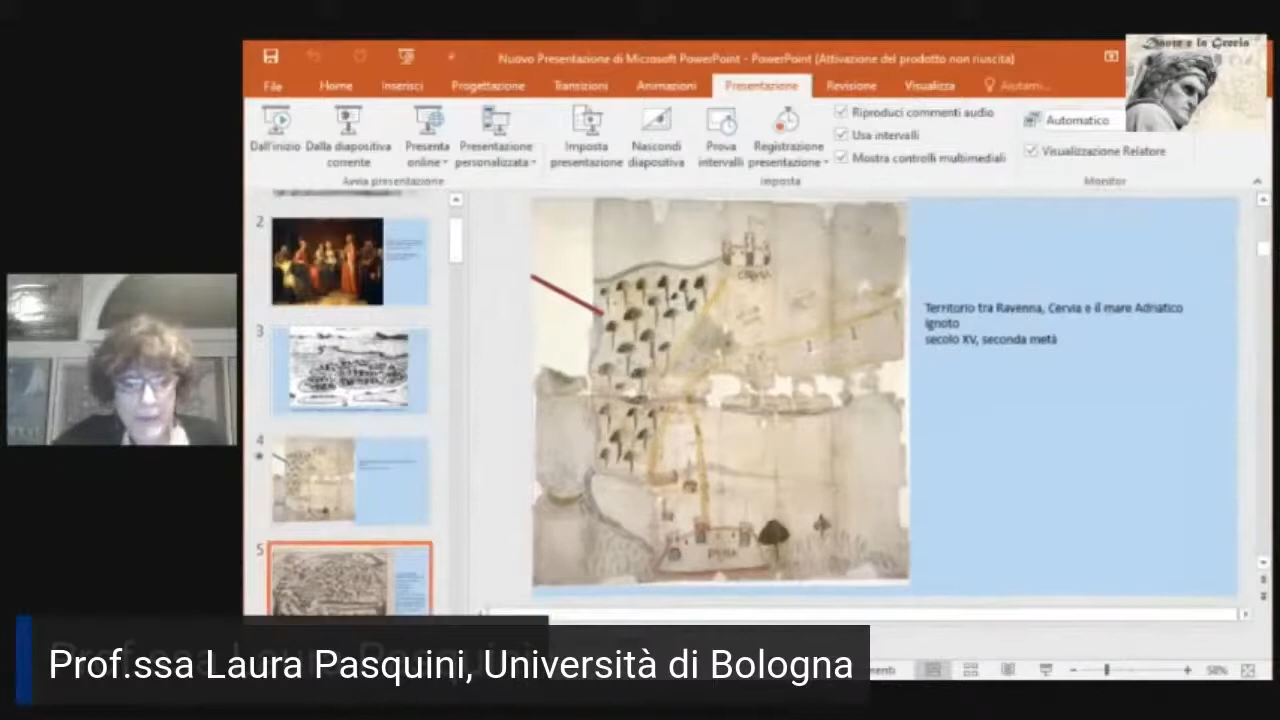 Nuovo Presentazione di Microsoft PowerPoint - PowerPoint (Attivazione del prodotto non riuscita)
Dante e la Grecia
File Home Inserisci Progettazione Transizioni Animazioni Presentazione Revisione Visualizza Aiutami...
Dall'inizio
Dalla diapositiva corrente
Presenta online
Presentazione personalizzata
Imposta presentazione
Nascondi diapositiva
Prova intervalli
Registrazione presentazione
Riproduci commenti audio
Usa intervalli
Mostra controlli multimediali
Automatico
Visualizzazione Relatore
Avvia presentazione
Imposta
Monitor
2
3
4
5
CERVIA
Territorio tra Ravenna, Cervia e il mare Adriatico
Ignoto
secolo XV, seconda metà
Prof.ssa Laura Pasquini, Università di Bologna
58%